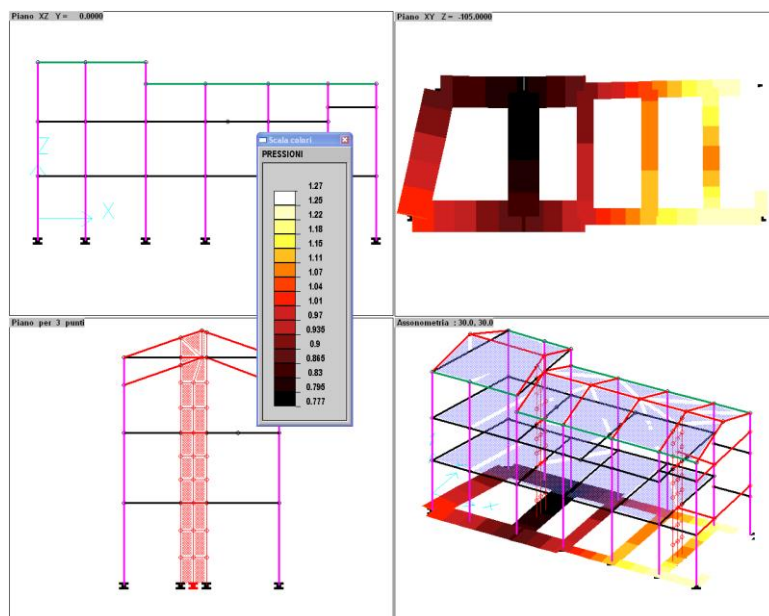 Piano XZ Y = 0.0000
Piano XY Z = -105.0000
Z
X
Scala colori
PRESSIONI
1.27
1.25
1.22
1.18
1.15
1.11
1.07
1.04
1.01
0.97
0.935
0.9
0.865
0.83
0.795
0.777
Piano per 3 punti
Assonometria : 30.0, 30.0
X